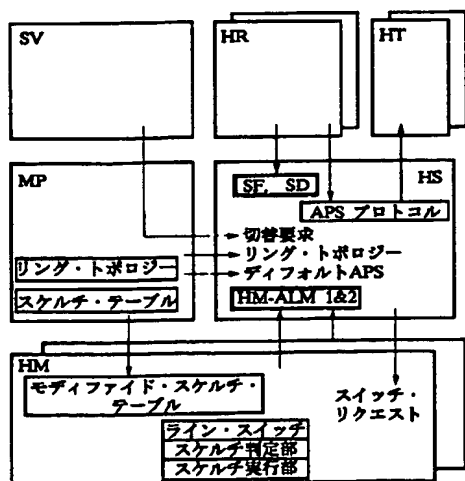 SV
HR
HT
MP
HS
SF, SD
APS プロトコル
切替要求
リング・トポロジー
リング・トポロジー
ディフォルトAPS
スケルチ・テーブル
HM-ALM 1&2
HM
モディファイド・スケルチ・
テーブル
スイッチ・
リクエスト
ライン・スイッチ
スケルチ判定部
スケルチ実行部